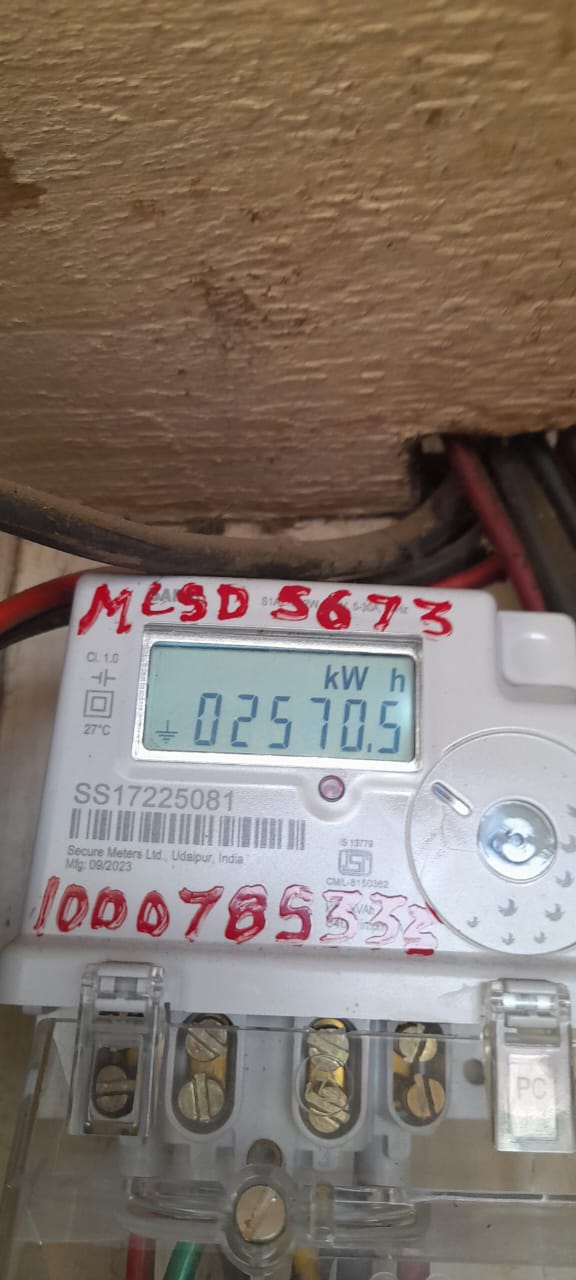 MCSD 5673
Cl. 1.0
27°C
kW h
02570.5
SS17225081
Secure Meters Ltd., Udaipur, India
Mfg: 09/2023
IS 13779
CM/L-8150362
PC